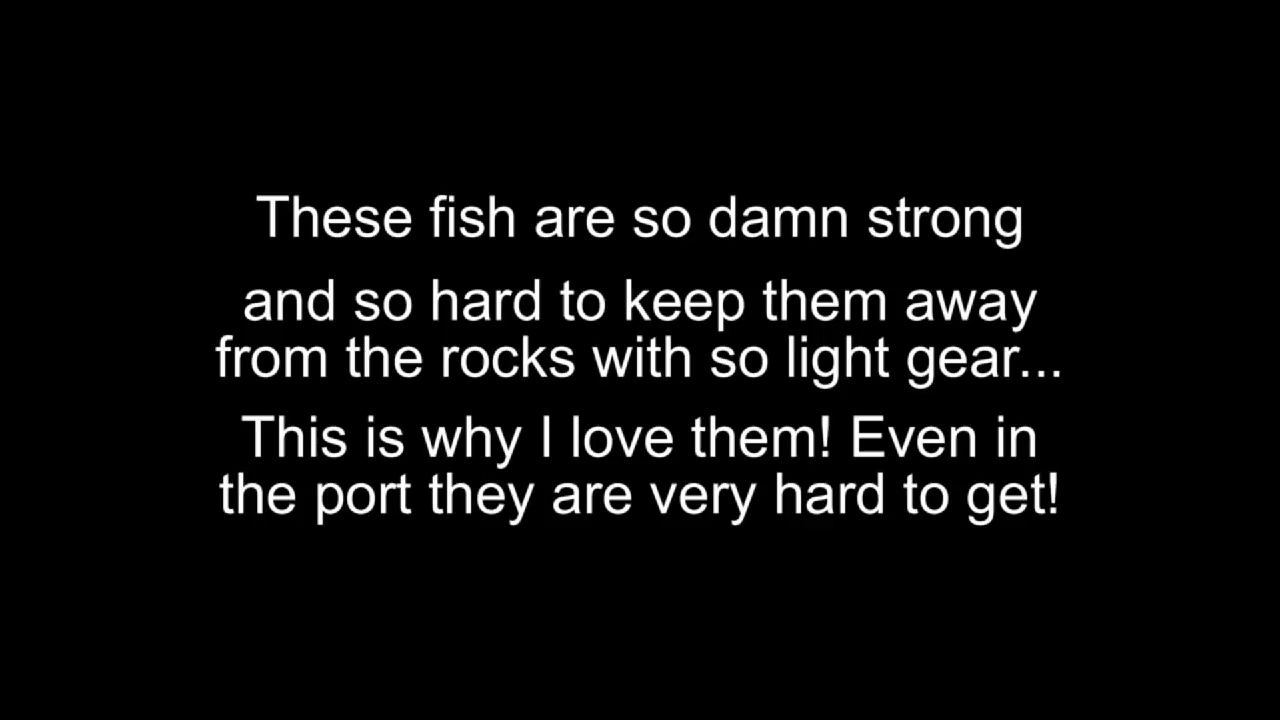 These fish are so damn strong
and so hard to keep them away
from the rocks with so light gear...
This is why I love them! Even in
the port they are very hard to get!